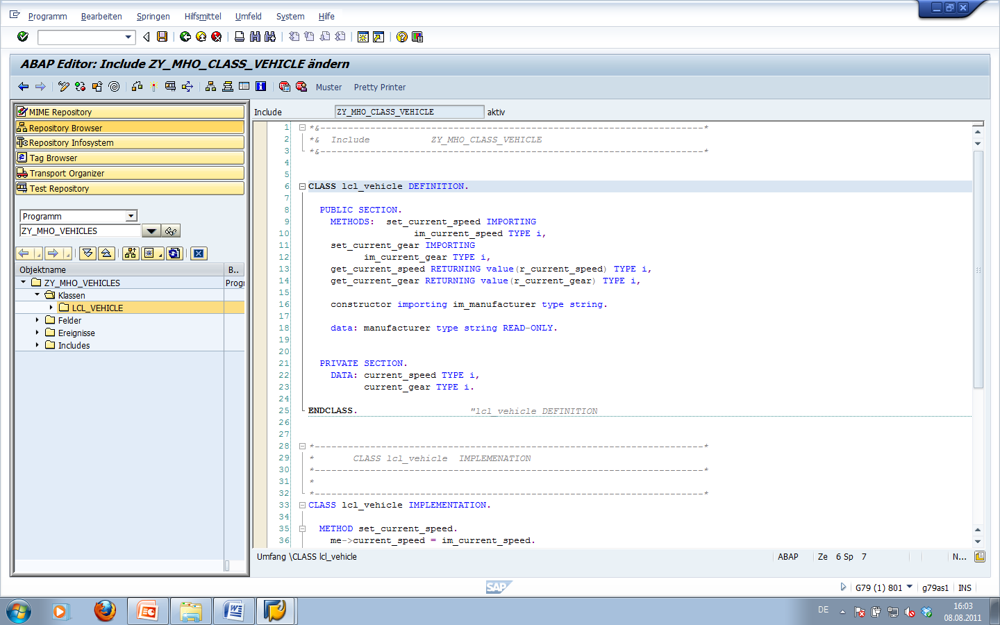 Programm Bearbeiten Springen Hilfsmittel Umfeld System Hilfe
ABAP Editor: Include ZY_MHO_CLASS_VEHICLE ändern
Muster Pretty Printer
MIME Repository
Repository Browser
Repository Infosystem
Tag Browser
Transport Organizer
Test Repository
Programm
ZY_MHO_VEHICLES
Objektname B..
ZY_MHO_VEHICLES Progr
Klassen
LCL_VEHICLE
Felder
Ereignisse
Includes
Include ZY_MHO_CLASS_VEHICLE aktiv
1 *&---------------------------------------------------------------------*
2 *&  Include           ZY_MHO_CLASS_VEHICLE
3 *&---------------------------------------------------------------------*
4
5
6 CLASS lcl_vehicle DEFINITION.
7
8 PUBLIC SECTION.
9 METHODS:  set_current_speed IMPORTING
10 im_current_speed TYPE i,
11 set_current_gear IMPORTING
12 im_current_gear TYPE i,
13 get_current_speed RETURNING value(r_current_speed) TYPE i,
14 get_current_gear RETURNING value(r_current_gear) TYPE i,
15
16 constructor importing im_manufacturer type string.
17
18 data: manufacturer type string READ-ONLY.
19
20
21 PRIVATE SECTION.
22 DATA: current_speed TYPE i,
23 current_gear TYPE i.
24
25 ENDCLASS.                    "lcl_vehicle DEFINITION
26
27
28 *----------------------------------------------------------------------*
29 *       CLASS lcl_vehicle  IMPLEMENATION
30 *----------------------------------------------------------------------*
31 *
32 *----------------------------------------------------------------------*
33 CLASS lcl_vehicle IMPLEMENTATION.
34
35 METHOD set_current_speed.
36 me->current_speed = im_current_speed.
Umfang \CLASS lcl_vehicle ABAP Ze 6 Sp 7 N...
SAP G79 (1) 801 g79as1 INS
DE 16:03
08.08.2011